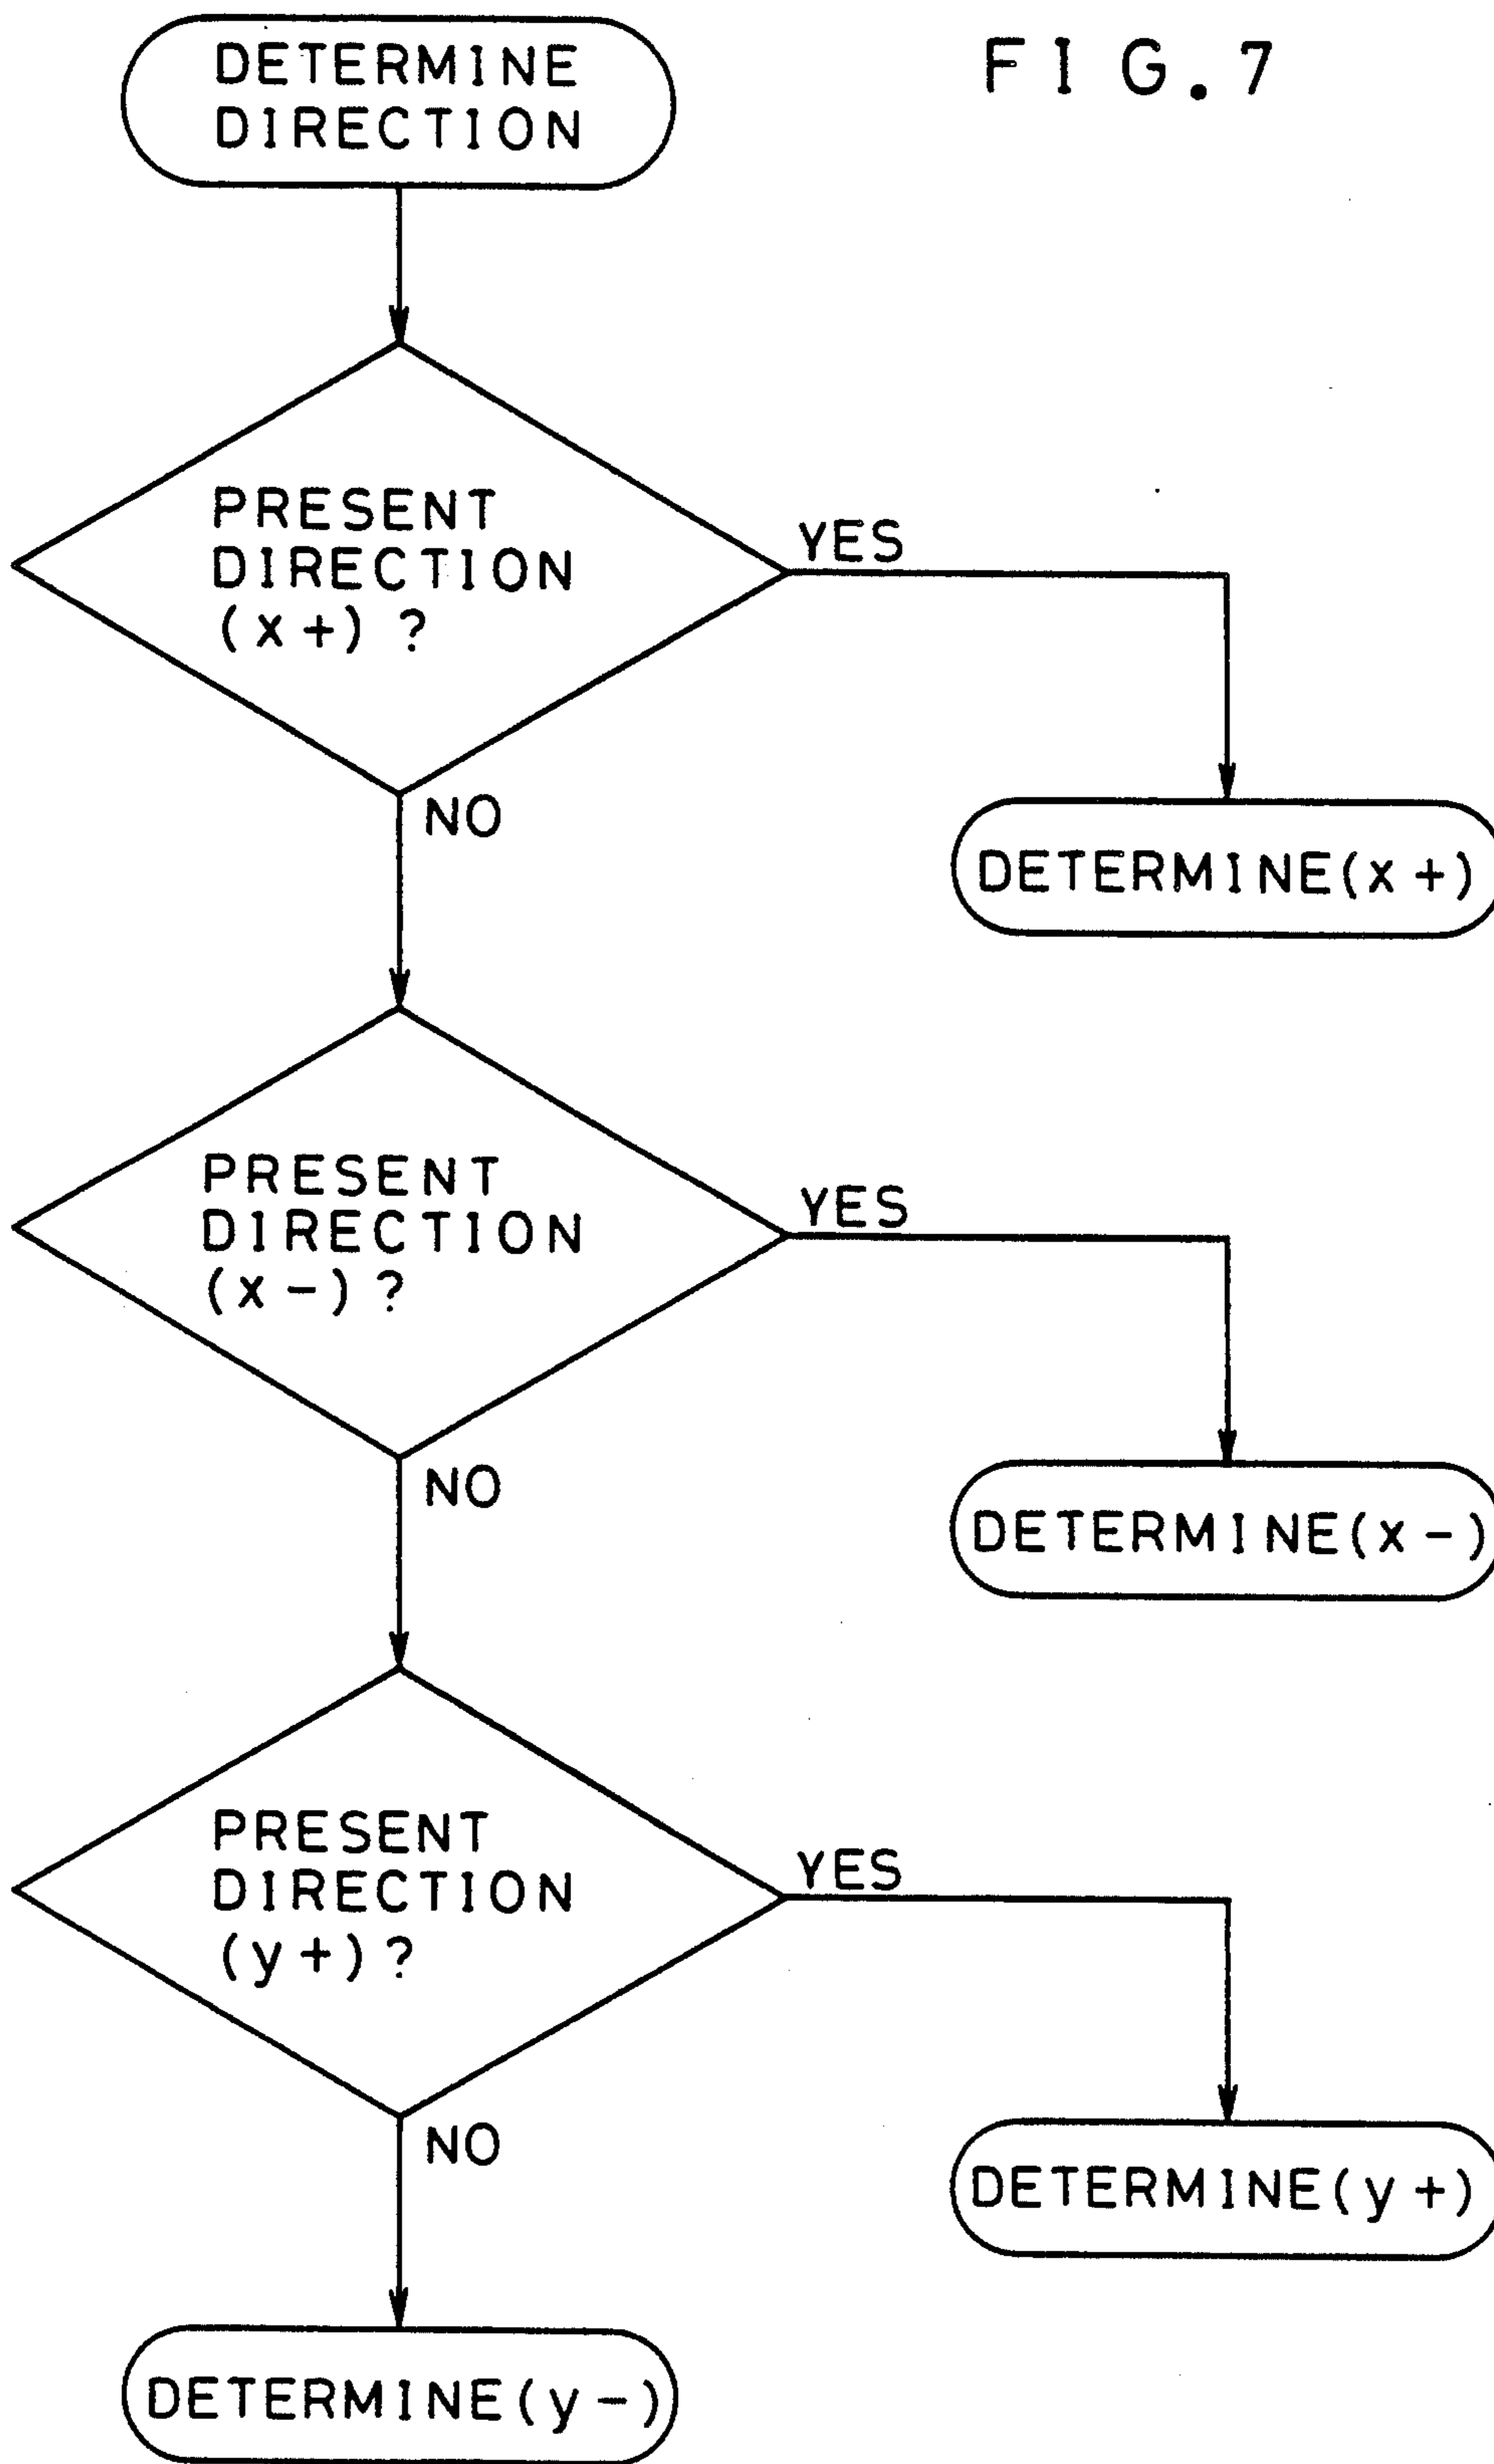 FIG.7
DETERMINE
DIRECTION
PRESENT
DIRECTION
(x+)?
YES
NO
DETERMINE(x+)
PRESENT
DIRECTION
(x-)?
YES
NO
DETERMINE(x-)
PRESENT
DIRECTION
(y+)?
YES
NO
DETERMINE(y+)
DETERMINE(y-)